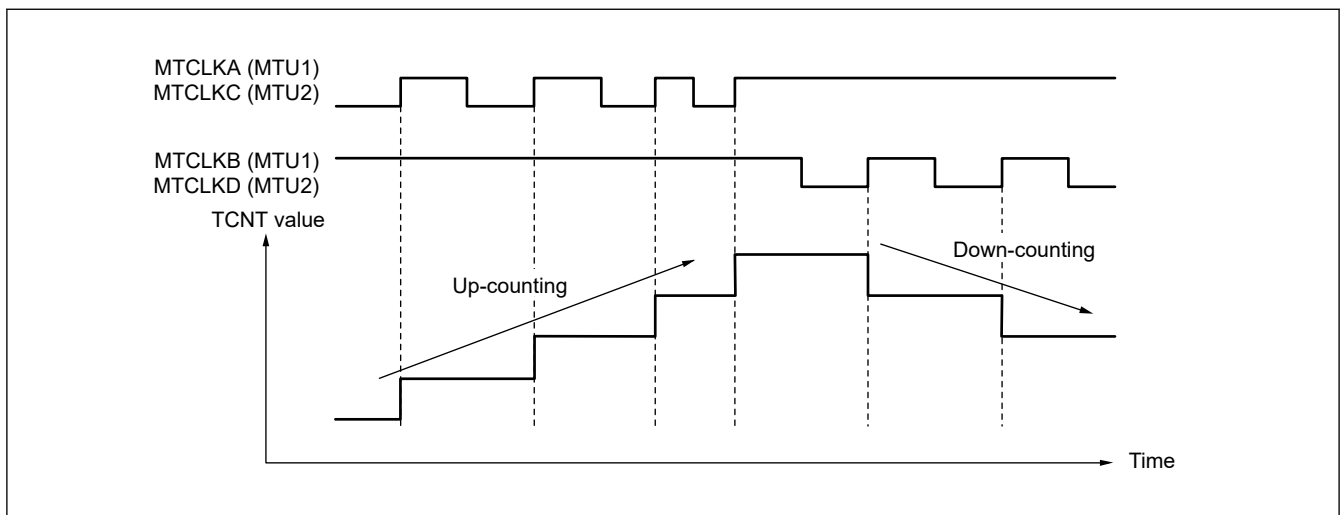 MTCLKA (MTU1)
MTCLKC (MTU2)
MTCLKB (MTU1)
MTCLKD (MTU2)
TCNT value
Up-counting
Down-counting
Time